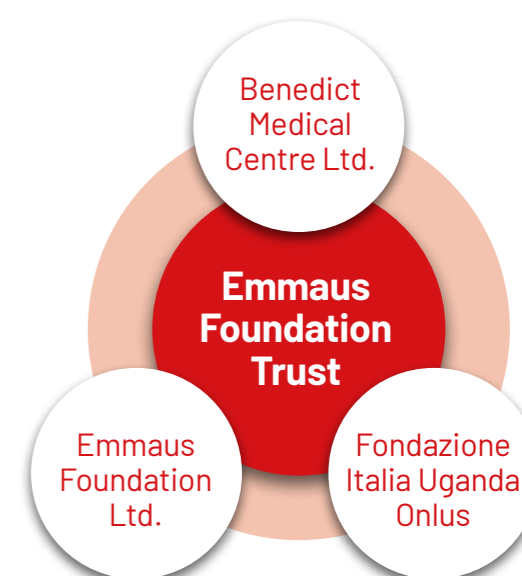 Benedict
Medical
Centre Ltd.
Emmaus
Foundation
Trust
Emmaus
Foundation
Ltd.
Fondazione
Italia Uganda
Onlus